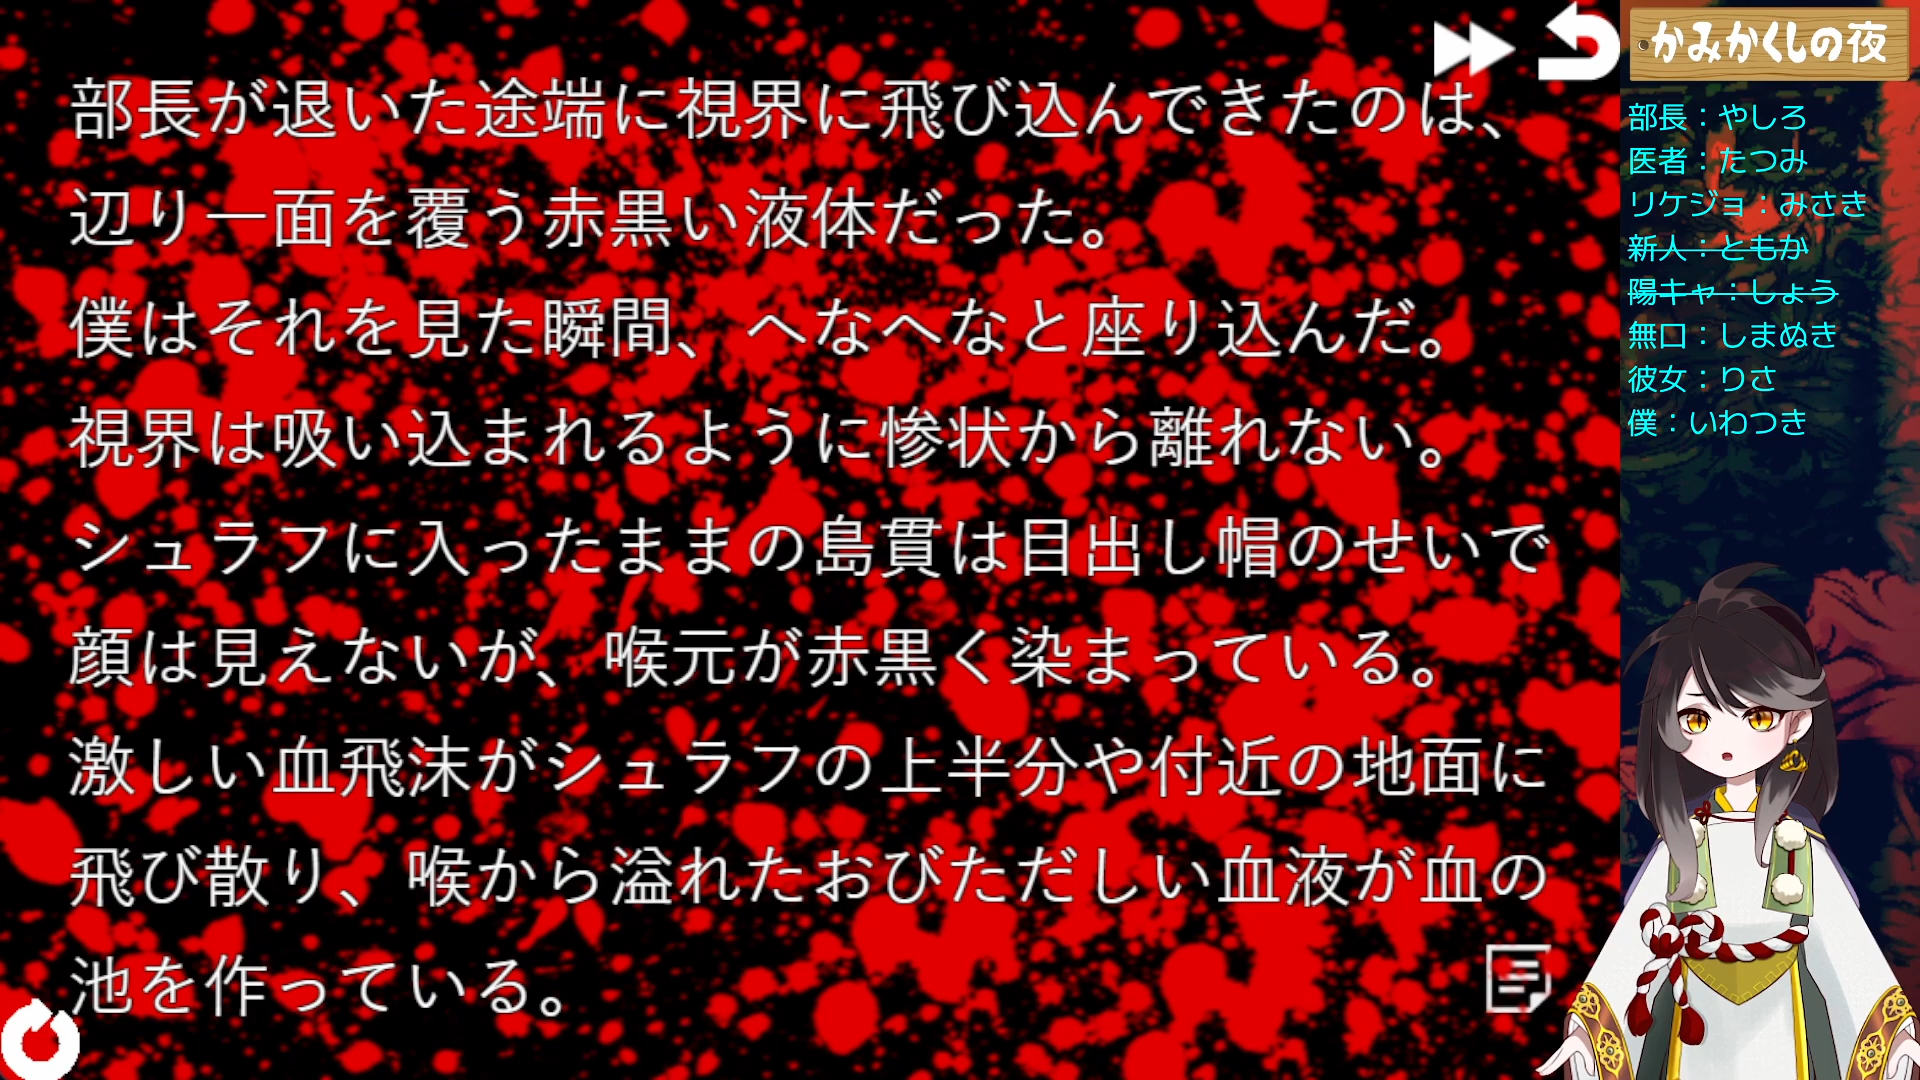 部長が退いた途端に視界に飛び込んできたのは、
辺り一面を覆う赤黒い液体だった。
僕はそれを見た瞬間、へなへなと座り込んだ。
視界は吸い込まれるように惨状から離れない。
シュラフに入ったままの島貫は目出し帽のせいで
顔は見えないが、喉元が赤黒く染まっている。
激しい血飛沫がシュラフの上半分や付近の地面に
飛び散り、喉から溢れたおびただしい血液が血の
池を作っている。
かみかくしの夜
部長：やしろ
医者：たつみ
リケジョ：みさき
新人：ともか
陽キャ：しょう
無口：しまぬき
彼女：りさ
僕：いわつき